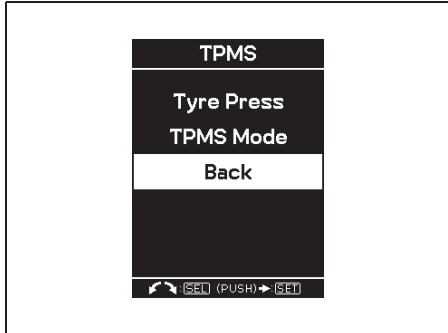 TPMS
Tyre Press
TPMS Mode
Back
:SEL (PUSH)➔:SET